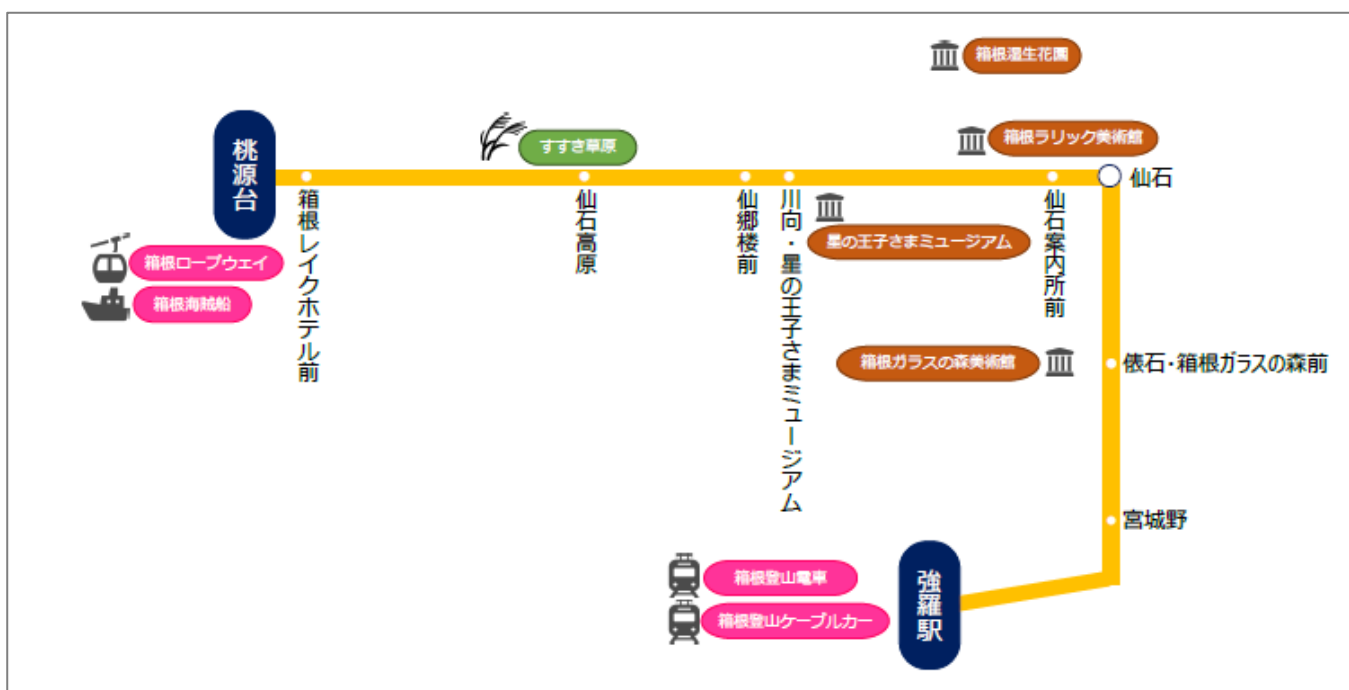 箱根湿生花園
箱根ラリック美術館
すすき草原
桃源台
仙石
箱根レイクホテル前
仙石高原
仙郷楼前
川向・星の王子さまミュージアム
仙石案内所前
星の王子さまミュージアム
箱根ロープウェイ
箱根海賊船
箱根ガラスの森美術館
俵石・箱根ガラスの森前
宮城野
強羅駅
箱根登山電車
箱根登山ケーブルカー